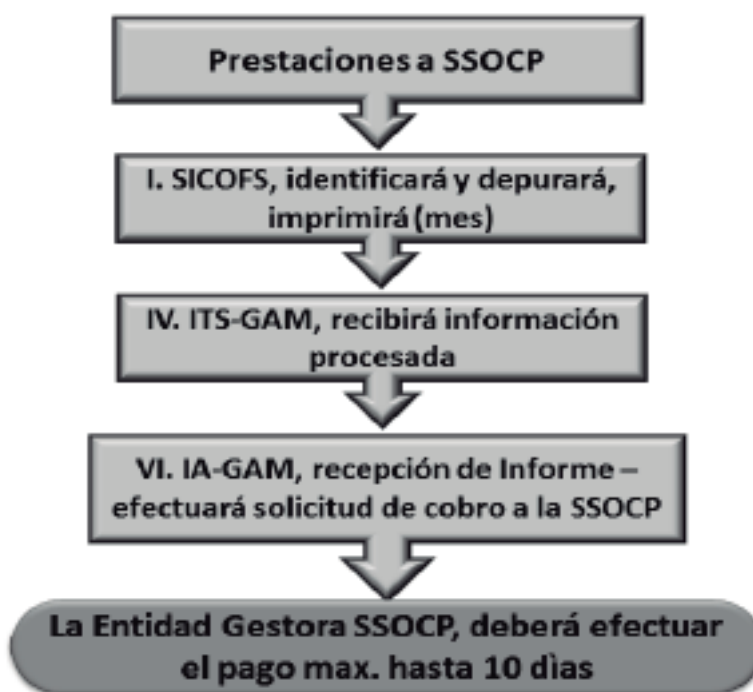 Prestaciones a SSOCP
I. SICOFS, identificará y depurará,
imprimirá (mes)
IV. ITS-GAM, recibirá información
procesada
VI. IA-GAM, recepción de Informe –
efectuará solicitud de cobro a la SSOCP
La Entidad Gestora SSOCP, deberá efectuar
el pago max. hasta 10 dìas